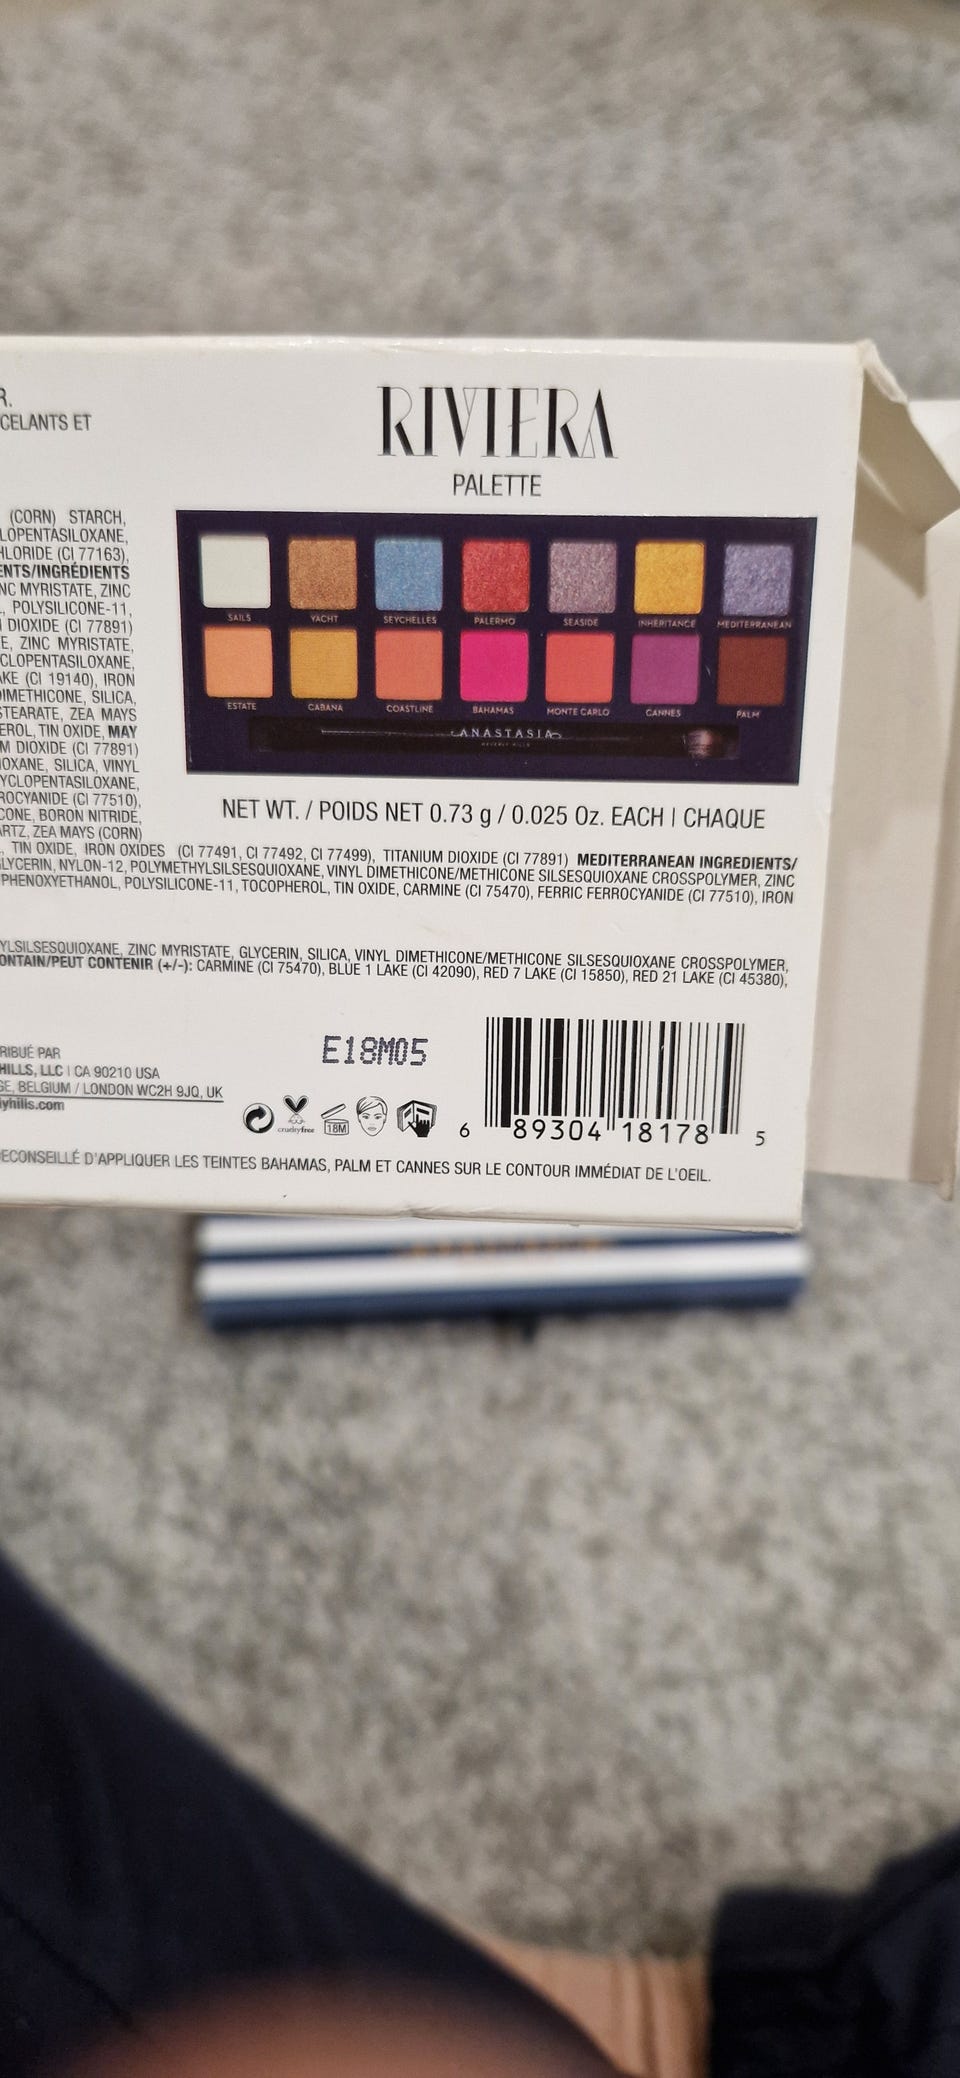 R.
CELANTS ET
RIVIERA
PALETTE
(CORN) STARCH,
LOPENTASILOXANE,
HLORIDE (CI 77163),
ENTS/INGRÉDIENTS
NC MYRISTATE, ZINC
, POLYSILICONE-11,
DIOXIDE (CI 77891)
E, ZINC MYRISTATE,
CLOPENTASILOXANE,
AKE (CI 19140), IRON
DIMETHICONE, SILICA,
STEARATE, ZEA MAYS
EROL, TIN OXIDE, MAY
M DIOXIDE (CI 77891)
OXANE, SILICA, VINYL
YCLOPENTASILOXANE,
ROCYANIDE (CI 77510),
CONE, BORON NITRIDE,
ARTZ, ZEA MAYS (CORN)
SAILS YACHT SEYCHELLES PALERMO SEASIDE INHERITANCE MEDITERRANEAN
ESTATE CABANA COASTLINE BAHAMAS MONTE CARLO CANNES PALM
ANASTASIA
BEVERLY HILLS
NET WT. / POIDS NET 0.73 g / 0.025 Oz. EACH | CHAQUE
, TIN OXIDE, IRON OXIDES (CI 77491, CI 77492, CI 77499), TITANIUM DIOXIDE (CI 77891) MEDITERRANEAN INGREDIENTS/
GLYCERIN, NYLON-12, POLYMETHYLSILSESQUIOXANE, VINYL DIMETHICONE/METHICONE SILSESQUIOXANE CROSSPOLYMER, ZINC
PHENOXYETHANOL, POLYSILICONE-11, TOCOPHEROL, TIN OXIDE, CARMINE (CI 75470), FERRIC FERROCYANIDE (CI 77510), IRON
YLSILSESQUIOXANE, ZINC MYRISTATE, GLYCERIN, SILICA, VINYL DIMETHICONE/METHICONE SILSESQUIOXANE CROSSPOLYMER,
ONTAIN/PEUT CONTENIR (+/-): CARMINE (CI 75470), BLUE 1 LAKE (CI 42090), RED 7 LAKE (CI 15850), RED 21 LAKE (CI 45380),
RIBUÉ PAR
HILLS, LLC | CA 90210 USA
GE, BELGIUM / LONDON WC2H 9JQ, UK
lyhills.com
E18M05
crueltyfree
18M
6 89304 18178 5
ECONSEILLÉ D'APPLIQUER LES TEINTES BAHAMAS, PALM ET CANNES SUR LE CONTOUR IMMÉDIAT DE L'OEIL.